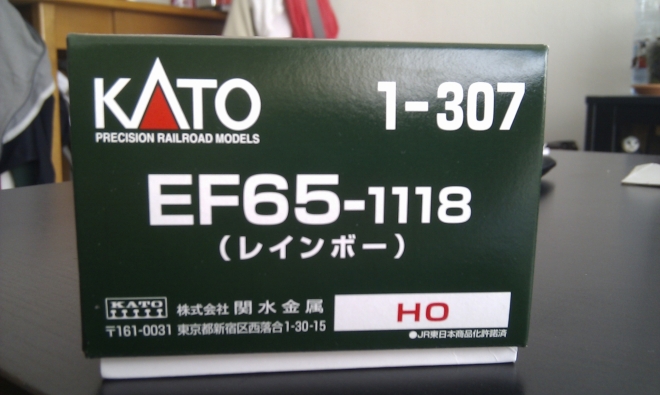 KATO
PRECISION RAILROAD MODELS
1-307
EF65-1118
(レインボー)
KATO
株式会社 関水金属
〒161-0031 東京都新宿区西落合1-30-15
HO
●JR東日本商品化許諾済